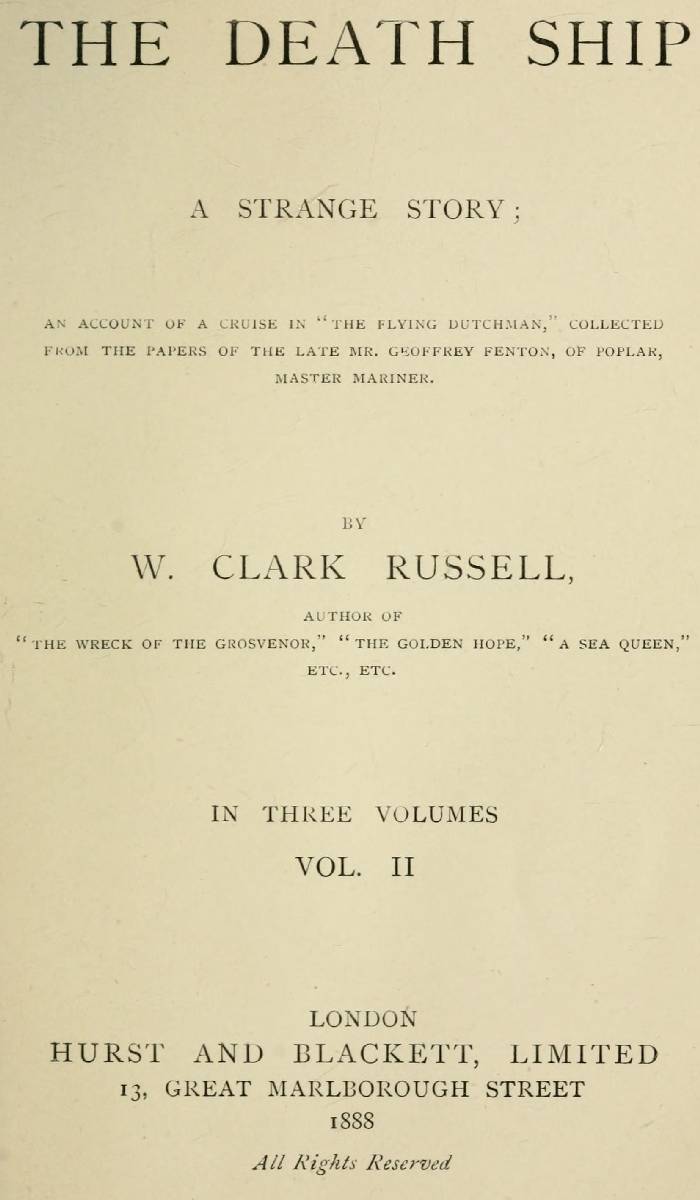 THE DEATH SHIP
A STRANGE STORY;
AN ACCOUNT OF A CRUISE IN "THE FLYING DUTCHMAN," COLLECTED
FROM THE PAPERS OF THE LATE MR. GEOFFREY FENTON, OF POPLAR,
MASTER MARINER.
BY
W. CLARK RUSSELL,
AUTHOR OF
"THE WRECK OF THE GROSVENOR," "THE GOLDEN HOPE," "A SEA QUEEN,"
ETC., ETC.
IN THREE VOLUMES
VOL. II
LONDON
HURST AND BLACKETT, LIMITED
13, GREAT MARLBOROUGH STREET
1888
All Rights Reserved